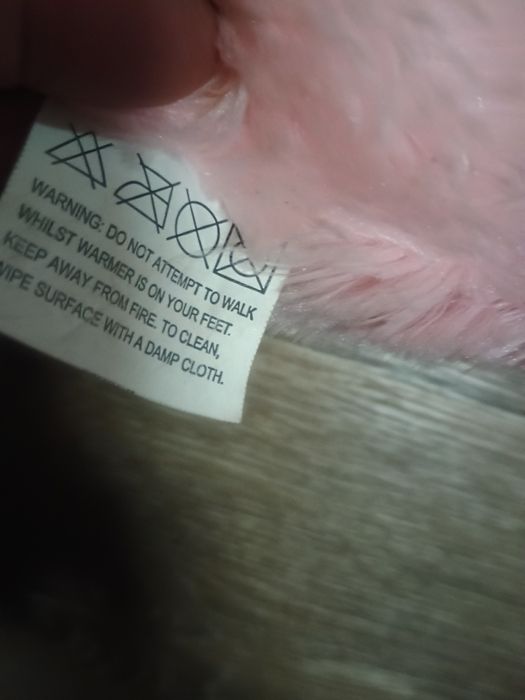 WARNING: DO NOT ATTEMPT TO WALK
WHILST WARMER IS ON YOUR FEET.
KEEP AWAY FROM FIRE. TO CLEAN,
WIPE SURFACE WITH A DAMP CLOTH.